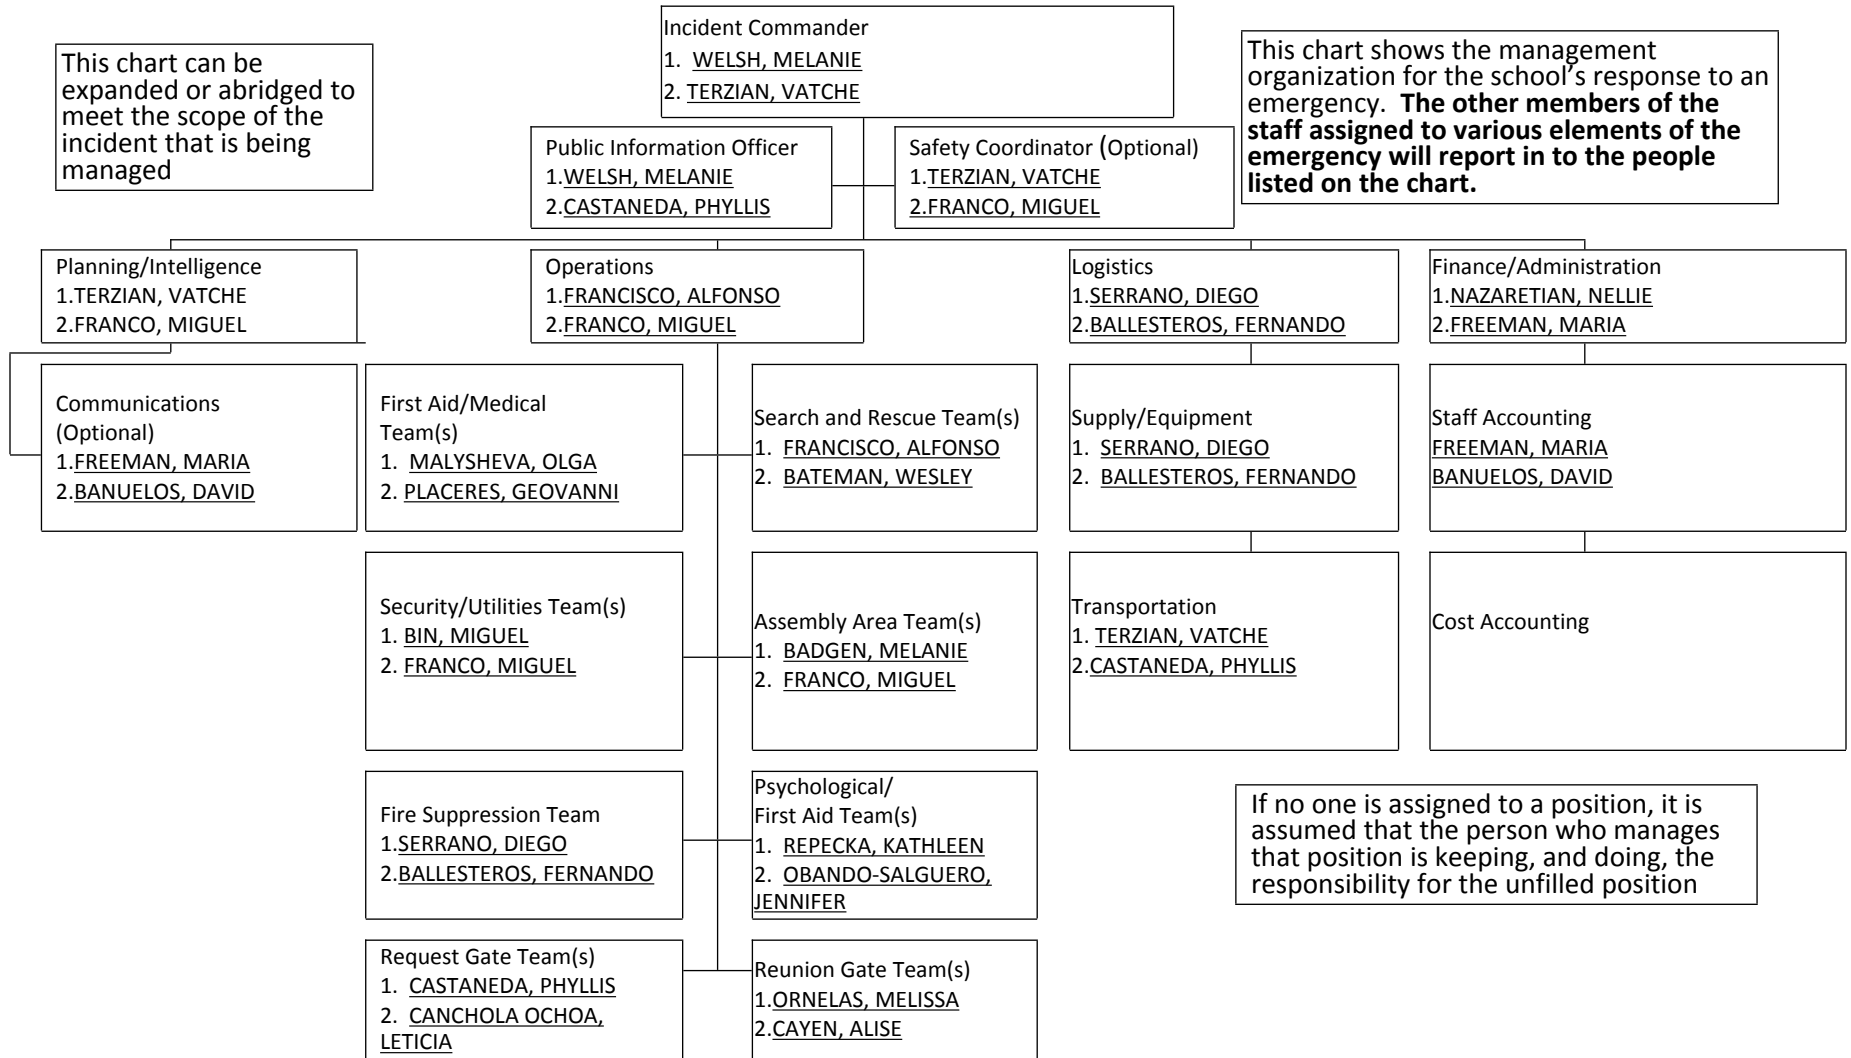 Incident Commander
1. WELSH, MELANIE
2. TERZIAN, VATCHE
This chart can be
expanded or abridged to
meet the scope of the
incident that is being
managed
This chart shows the management
organization for the school’s response to an
emergency. The other members of the
staff assigned to various elements of the
emergency will report in to the people
listed on the chart.
Public Information Officer
1.WELSH, MELANIE
2.CASTANEDA, PHYLLIS
Safety Coordinator (Optional)
1.TERZIAN, VATCHE
2.FRANCO, MIGUEL
Planning/Intelligence
1.TERZIAN, VATCHE
2.FRANCO, MIGUEL
Operations
1.FRANCISCO, ALFONSO
2.FRANCO, MIGUEL
Logistics
1.SERRANO, DIEGO
2.BALLESTEROS, FERNANDO
Finance/Administration
1.NAZARETIAN, NELLIE
2.FREEMAN, MARIA
Communications
(Optional)
1.FREEMAN, MARIA
2.BANUELOS, DAVID
First Aid/Medical
Team(s)
1. MALYSHEVA, OLGA
2. PLACERES, GEOVANNI
Search and Rescue Team(s)
1. FRANCISCO, ALFONSO
2. BATEMAN, WESLEY
Supply/Equipment
1. SERRANO, DIEGO
2. BALLESTEROS, FERNANDO
Staff Accounting
FREEMAN, MARIA
BANUELOS, DAVID
Security/Utilities Team(s)
1. BIN, MIGUEL
2. FRANCO, MIGUEL
Assembly Area Team(s)
1. BADGEN, MELANIE
2. FRANCO, MIGUEL
Transportation
1. TERZIAN, VATCHE
2.CASTANEDA, PHYLLIS
Cost Accounting
Fire Suppression Team
1.SERRANO, DIEGO
2.BALLESTEROS, FERNANDO
Psychological/
First Aid Team(s)
1. REPECKA, KATHLEEN
2. OBANDO-SALGUERO,
JENNIFER
If no one is assigned to a position, it is
assumed that the person who manages
that position is keeping, and doing, the
responsibility for the unfilled position
Request Gate Team(s)
1. CASTANEDA, PHYLLIS
2. CANCHOLA OCHOA,
LETICIA
Reunion Gate Team(s)
1.ORNELAS, MELISSA
2.CAYEN, ALISE